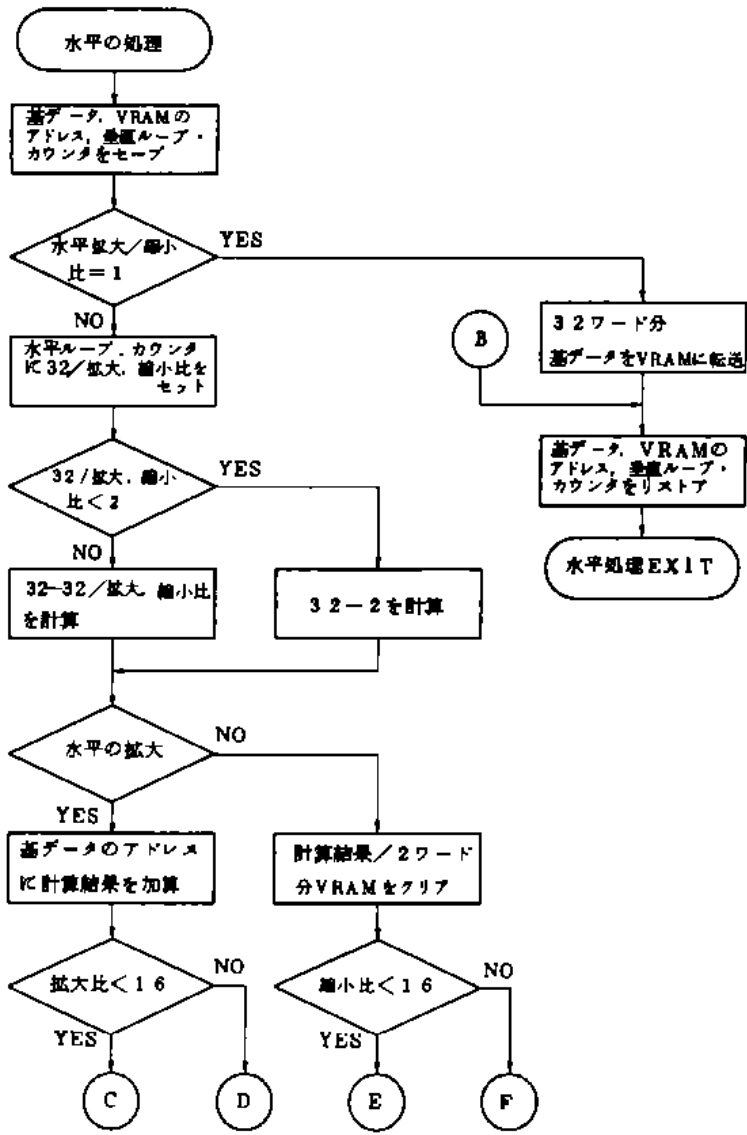 水平の処理
基データ，VRAMの
アドレス，垂直ループ・
カウンタをセーブ
水平拡大／縮小
比＝1
YES
NO
32ワード分
基データをVRAMに転送
B
水平ループ・カウンタ
に32／拡大，縮小比を
セット
基データ，VRAMの
アドレス，垂直ループ・
カウンタをリストア
32／拡大，縮小
比＜2
YES
NO
水平処理EXIT
32−32／拡大，縮小比
を計算
32−2を計算
水平の拡大
NO
YES
基データのアドレス
に計算結果を加算
計算結果／2ワード
分VRAMをクリア
拡大比＜16
NO
YES
縮小比＜16
NO
YES
C
D
E
F